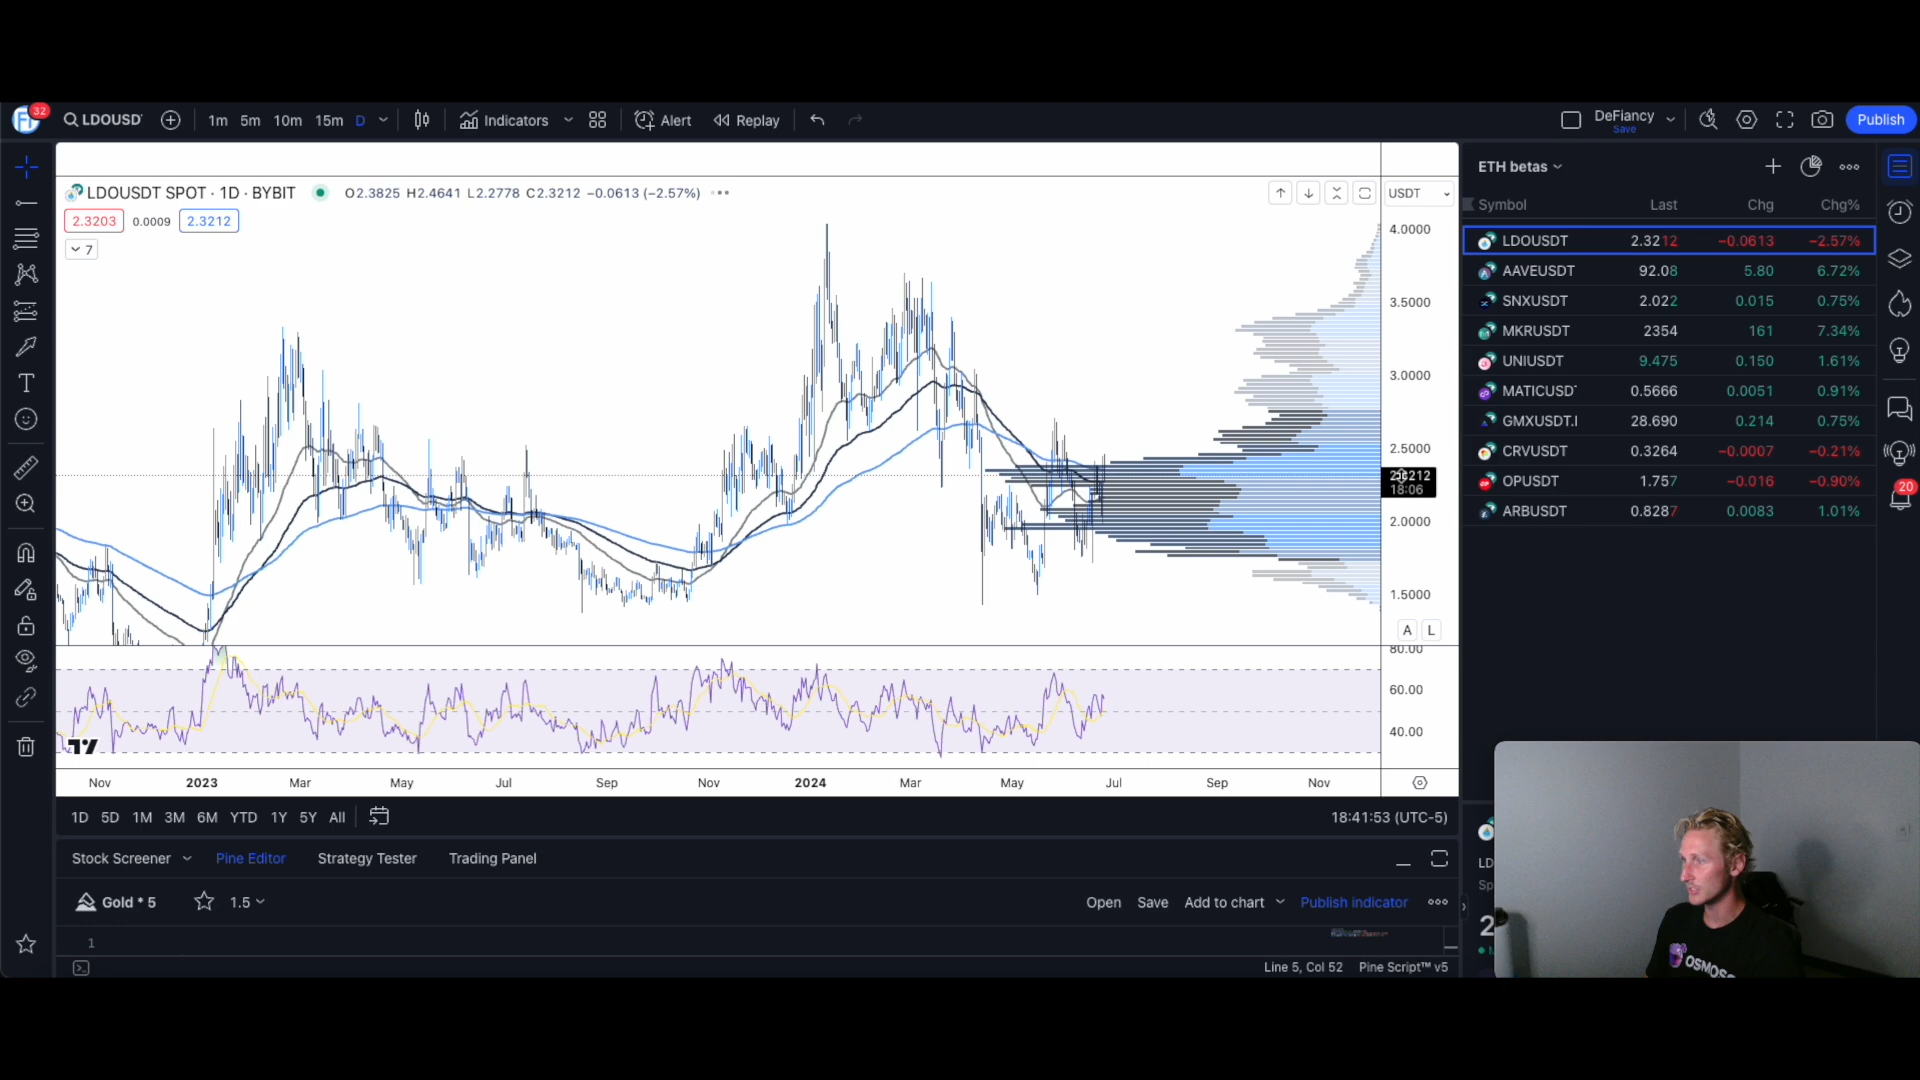 32
LDOUSD
1m 5m 10m 15m D
Indicators
Alert
Replay
DeFiancy
Save
Publish
LDOUSDT SPOT · 1D · BYBIT
O2.3825 H2.4641 L2.2778 C2.3212 −0.0613 (−2.57%)
2.3203 0.0009 2.3212
7
USDT
4.0000
3.5000
3.0000
2.5000
18:06
2.0000
1.5000
A L
80.00
60.00
40.00
Nov 2023 Mar May Jul Sep Nov 2024 Mar May Jul Sep Nov
1D 5D 1M 3M 6M YTD 1Y 5Y All
18:41:53 (UTC-5)
Stock Screener Pine Editor Strategy Tester Trading Panel
Gold * 5 1.5
Open Save Add to chart Publish indicator
1
Line 5, Col 52 Pine Script™ v5
ETH betas
Symbol Last Chg Chg%
LDOUSDT 2.3212 −0.0613 −2.57%
AAVEUSDT 92.08 5.80 6.72%
SNXUSDT 2.022 0.015 0.75%
MKRUSDT 2354 161 7.34%
UNIUSDT 9.475 0.150 1.61%
MATICUSDT 0.5666 0.0051 0.91%
GMXUSDT.I 28.690 0.214 0.75%
CRVUSDT 0.3264 −0.0007 −0.21%
OPUSDT 1.757 −0.016 −0.90%
ARBUSDT 0.8287 0.0083 1.01%
20
LD
Sp
2
OSMOS